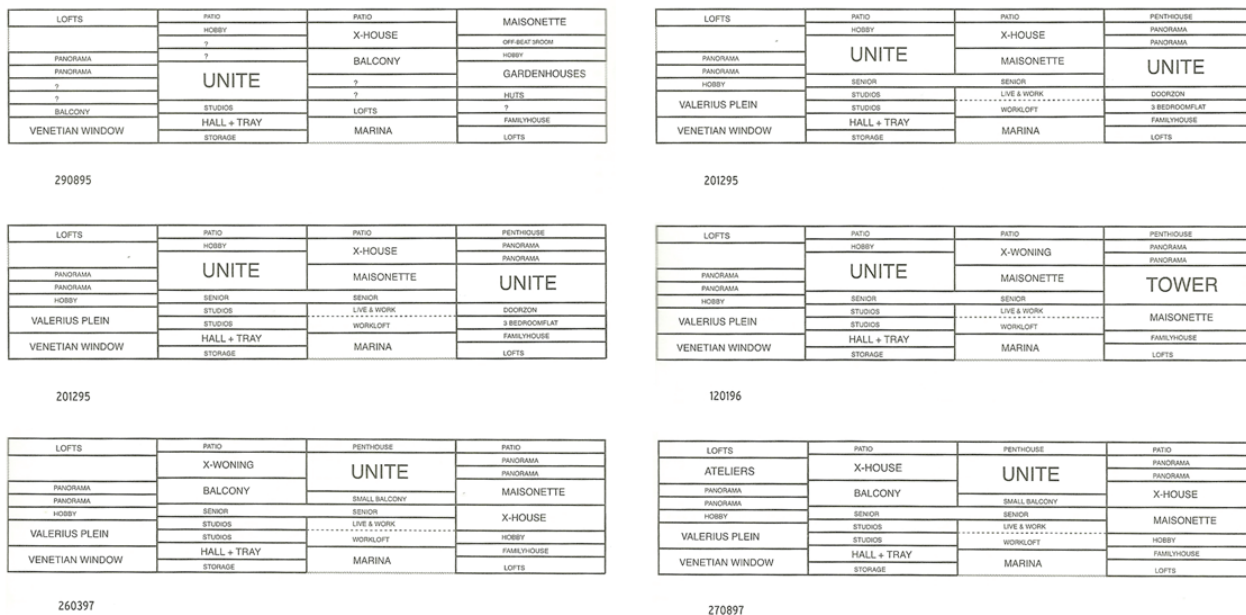 LOFTS
PANORAMA
PANORAMA
?
?
BALCONY
VENETIAN WINDOW
PATIO
HOBBY
?
?
UNITE
STUDIOS
HALL + TRAY
STORAGE
PATIO
X-HOUSE
BALCONY
?
?
LOFTS
MARINA
MAISONETTE
OFF-BEAT 3ROOM
HOBBY
GARDENHOUSES
HUTS
?
FAMILYHOUSE
LOFTS
290895
LOFTS
PANORAMA
PANORAMA
HOBBY
VALERIUS PLEIN
VENETIAN WINDOW
PATIO
HOBBY
UNITE
SENIOR
STUDIOS
STUDIOS
HALL + TRAY
STORAGE
PATIO
X-HOUSE
MAISONETTE
SENIOR
LIVE & WORK
WORKLOFT
MARINA
PENTHOUSE
PANORAMA
PANORAMA
UNITE
DOORZON
3 BEDROOMFLAT
FAMILYHOUSE
LOFTS
201295
LOFTS
PANORAMA
PANORAMA
HOBBY
VALERIUS PLEIN
VENETIAN WINDOW
PATIO
HOBBY
UNITE
SENIOR
STUDIOS
STUDIOS
HALL + TRAY
STORAGE
PATIO
X-HOUSE
MAISONETTE
SENIOR
LIVE & WORK
WORKLOFT
MARINA
PENTHOUSE
PANORAMA
PANORAMA
UNITE
DOORZON
3 BEDROOMFLAT
FAMILYHOUSE
LOFTS
201295
LOFTS
PANORAMA
PANORAMA
HOBBY
VALERIUS PLEIN
VENETIAN WINDOW
PATIO
HOBBY
UNITE
SENIOR
STUDIOS
STUDIOS
HALL + TRAY
STORAGE
PATIO
X-WONING
MAISONETTE
SENIOR
LIVE & WORK
WORKLOFT
MARINA
PENTHOUSE
PANORAMA
PANORAMA
TOWER
MAISONETTE
FAMILYHOUSE
LOFTS
120196
LOFTS
PANORAMA
PANORAMA
HOBBY
VALERIUS PLEIN
VENETIAN WINDOW
PATIO
X-WONING
BALCONY
SENIOR
STUDIOS
STUDIOS
HALL + TRAY
STORAGE
PENTHOUSE
UNITE
SMALL BALCONY
SENIOR
LIVE & WORK
WORKLOFT
MARINA
PATIO
PANORAMA
PANORAMA
MAISONETTE
X-HOUSE
HOBBY
FAMILYHOUSE
LOFTS
260397
LOFTS
ATELIERS
PANORAMA
PANORAMA
HOBBY
VALERIUS PLEIN
VENETIAN WINDOW
PATIO
X-HOUSE
BALCONY
SENIOR
STUDIOS
STUDIOS
HALL + TRAY
STORAGE
PENTHOUSE
UNITE
SMALL BALCONY
SENIOR
LIVE & WORK
WORKLOFT
MARINA
PATIO
PANORAMA
PANORAMA
X-HOUSE
MAISONETTE
HOBBY
FAMILYHOUSE
LOFTS
270897